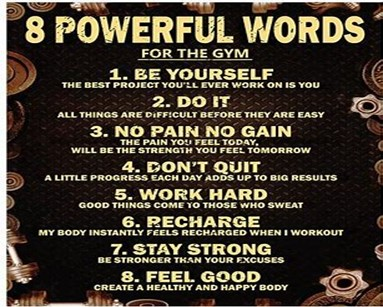 8 POWERFUL WORDS
FOR THE GYM
1. BE YOURSELF
THE BEST PROJECT YOU'LL EVER WORK ON IS YOU
2. DO IT
ALL THINGS ARE DIFFICULT BEFORE THEY ARE EASY
3. NO PAIN NO GAIN
THE PAIN YOU FEEL TODAY,
WILL BE THE STRENGTH YOU FEEL TOMORROW
4. DON'T QUIT
A LITTLE PROGRESS EACH DAY ADDS UP TO BIG RESULTS
5. WORK HARD
GOOD THINGS COME TO THOSE WHO SWEAT
6. RECHARGE
MY BODY INSTANTLY FEELS RECHARGED WHEN I WORKOUT
7. STAY STRONG
BE STRONGER THAN YOUR EXCUSES
8. FEEL GOOD
CREATE A HEALTHY AND HAPPY BODY